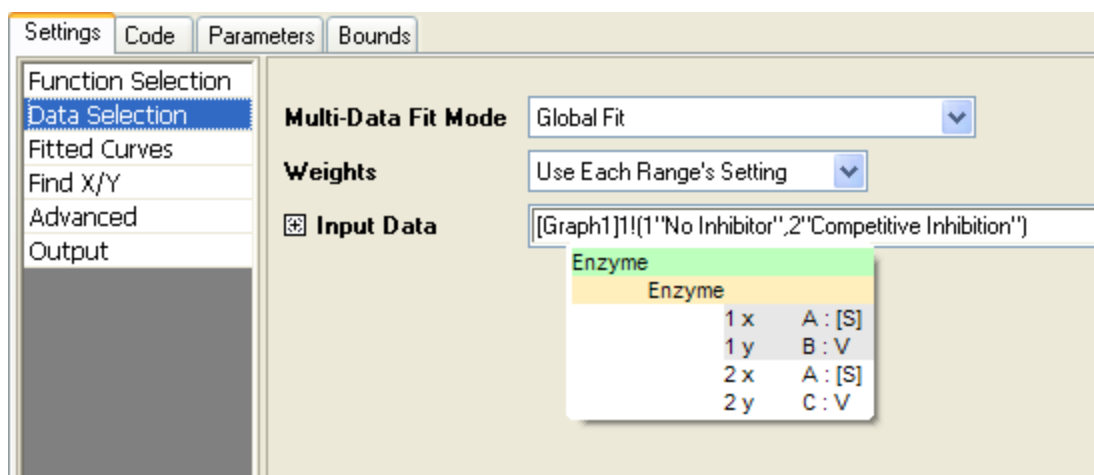 Settings Code Parameters Bounds
Function Selection
Data Selection
Fitted Curves
Find X/Y
Advanced
Output
Multi-Data Fit Mode Global Fit
Weights Use Each Range's Setting
Input Data [Graph1]1!(1"No Inhibitor",2"Competitive Inhibition")
Enzyme
Enzyme
1 x A : [S]
1 y B : V
2 x A : [S]
2 y C : V